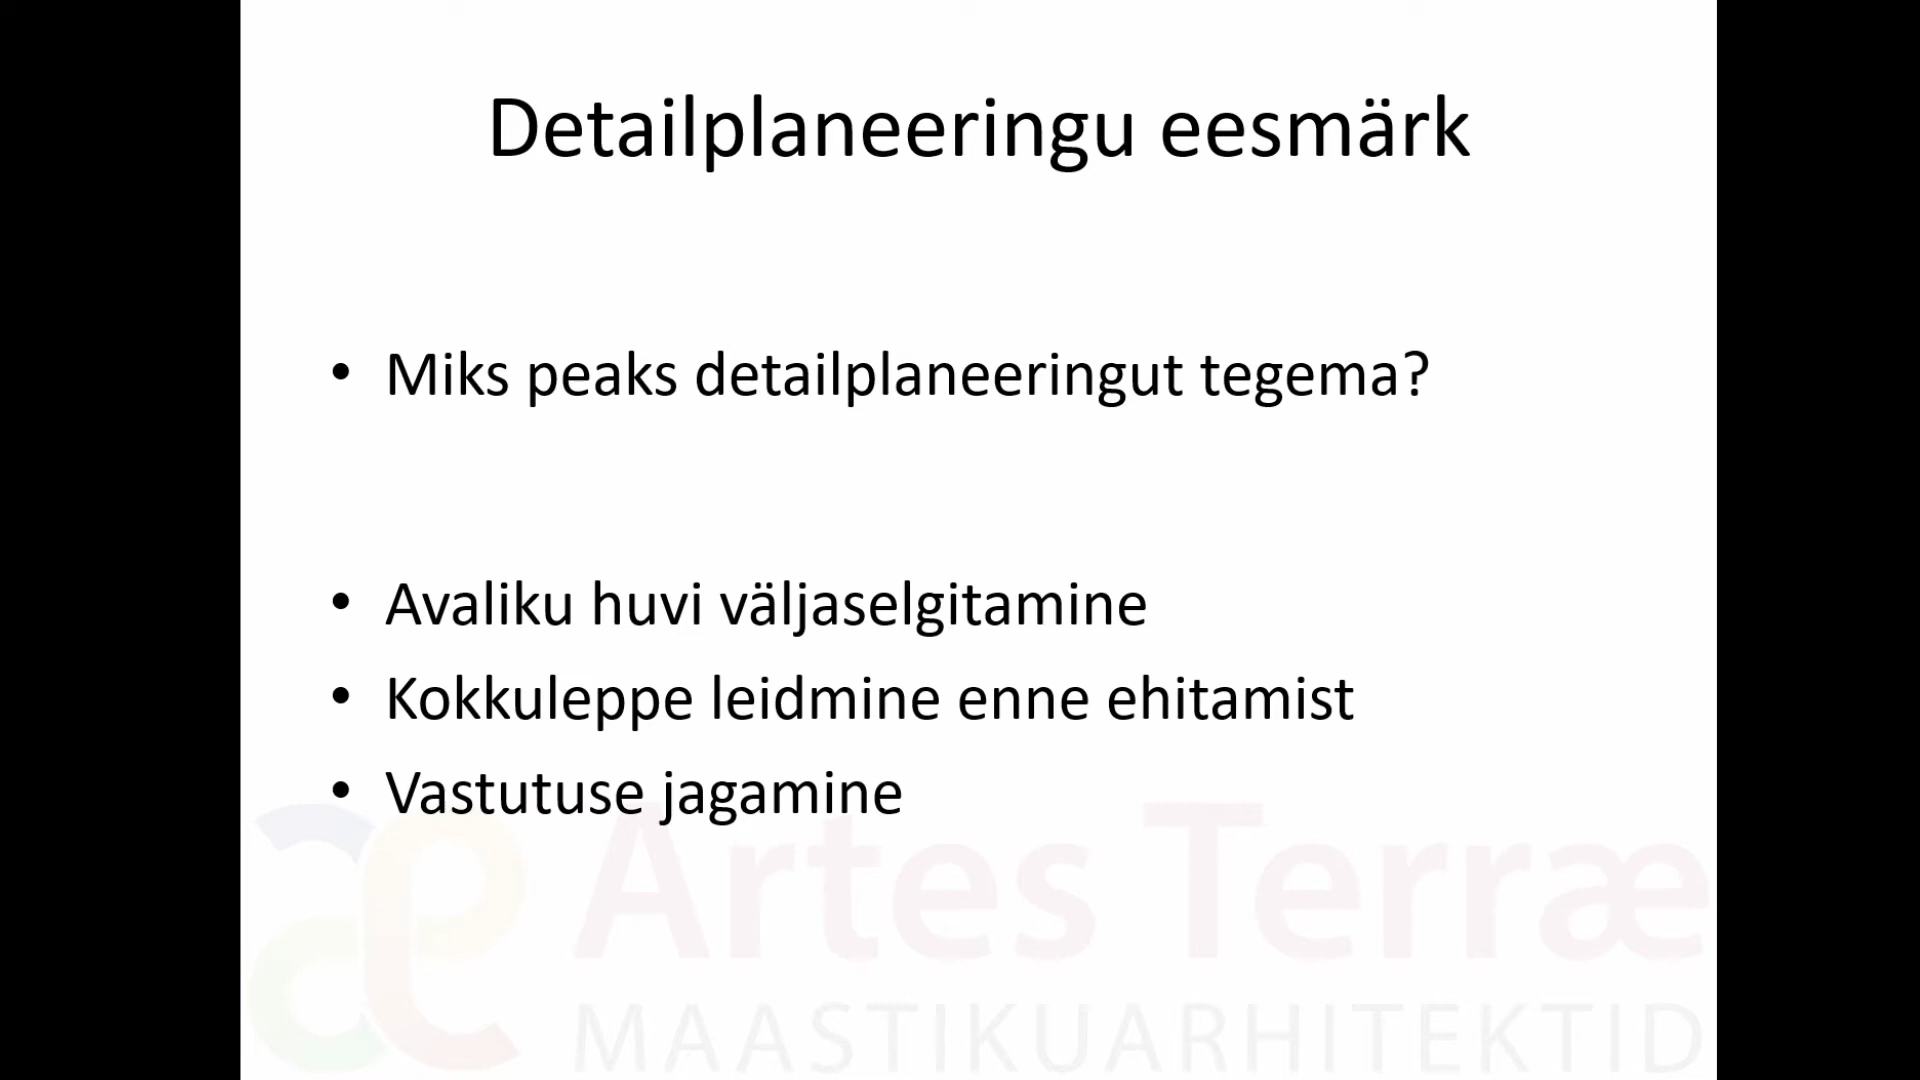 Detailplaneeringu eesmärk
• Miks peaks detailplaneeringut tegema?
• Avaliku huvi väljaselgitamine
• Kokkuleppe leidmine enne ehitamist
• Vastutuse jagamine
Artes Terræ
MAASTIKUARHITEKTID